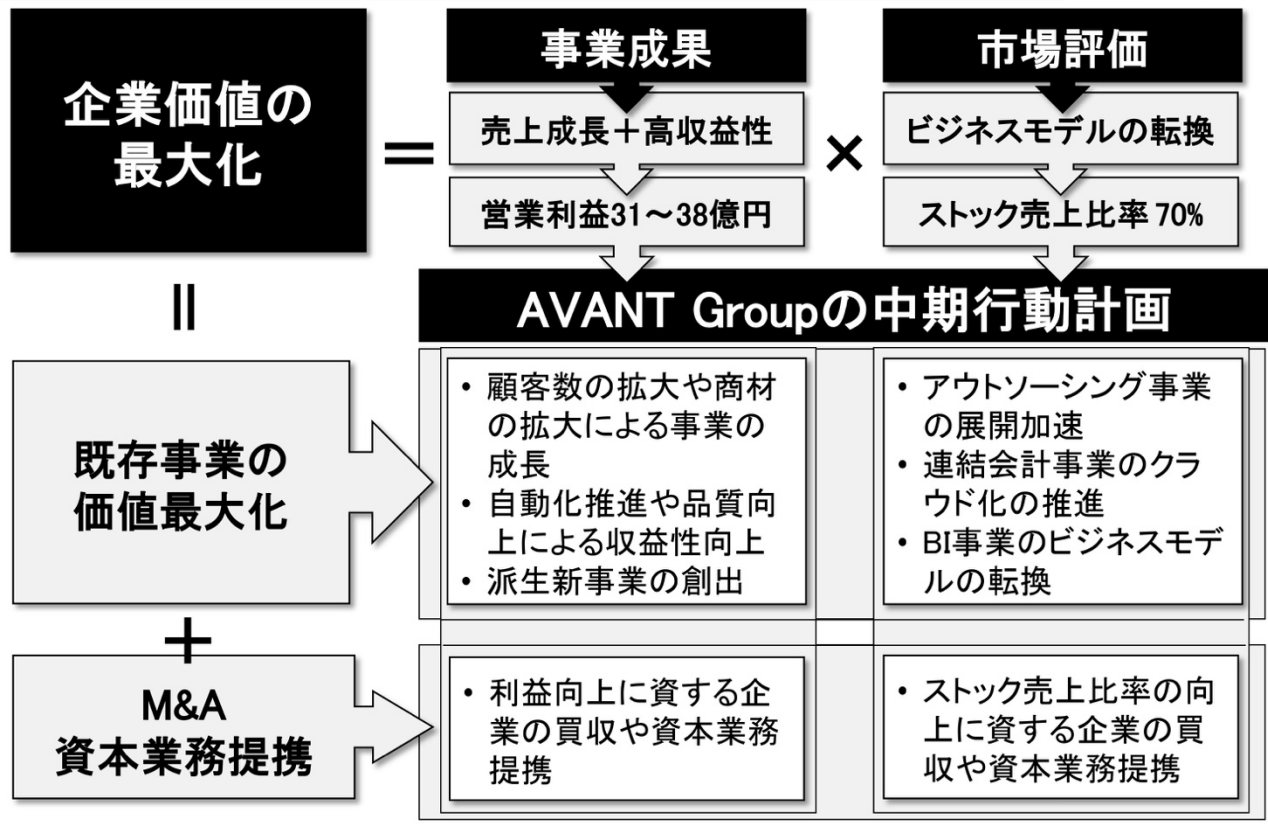 企業価値の
最大化
＝
事業成果
売上成長＋高収益性
営業利益31～38億円
×
市場評価
ビジネスモデルの転換
ストック売上比率 70%
＝
AVANT Groupの中期行動計画
既存事業の
価値最大化
• 顧客数の拡大や商材
の拡大による事業の
成長
• 自動化推進や品質向
上による収益性向上
• 派生新事業の創出
• アウトソーシング事業
の展開加速
• 連結会計事業のクラ
ウド化の推進
• BI事業のビジネスモデ
ルの転換
＋
M&A
資本業務提携
• 利益向上に資する企
業の買収や資本業務
提携
• ストック売上比率の向
上に資する企業の買
収や資本業務提携